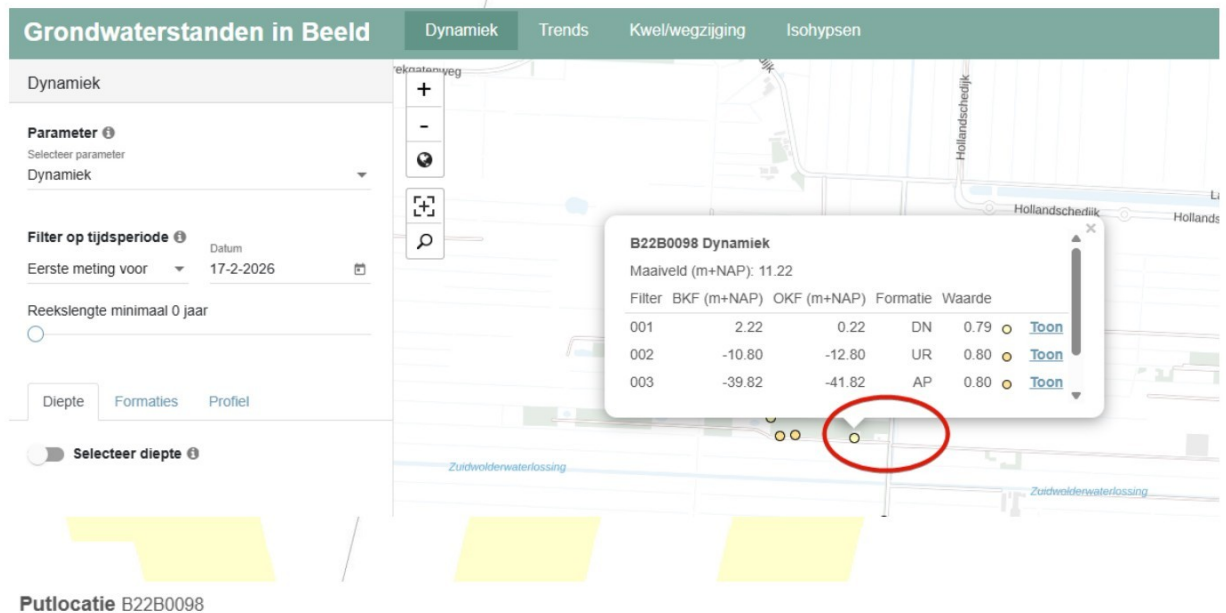 Grondwaterstanden in Beeld Dynamiek Trends Kwel/wegzijging Isohypsen
Dynamiek
Parameter
Selecteer parameter
Dynamiek
Filter op tijdsperiode
Datum
Eerste meting voor 17-2-2026
Reekslengte minimaal 0 jaar
Diepte Formaties Profiel
Selecteer diepte
+
-
Hollandschedijk
Hollandschedijk
Hollands
B22B0098 Dynamiek ×
Maaiveld (m+NAP): 11.22
Filter BKF (m+NAP) OKF (m+NAP) Formatie Waarde
001 2.22 0.22 DN 0.79 Toon
002 -10.80 -12.80 UR 0.80 Toon
003 -39.82 -41.82 AP 0.80 Toon
Zuidwolderwaterlossing
Zuidwolderwaterlossing
Putlocatie B22B0098